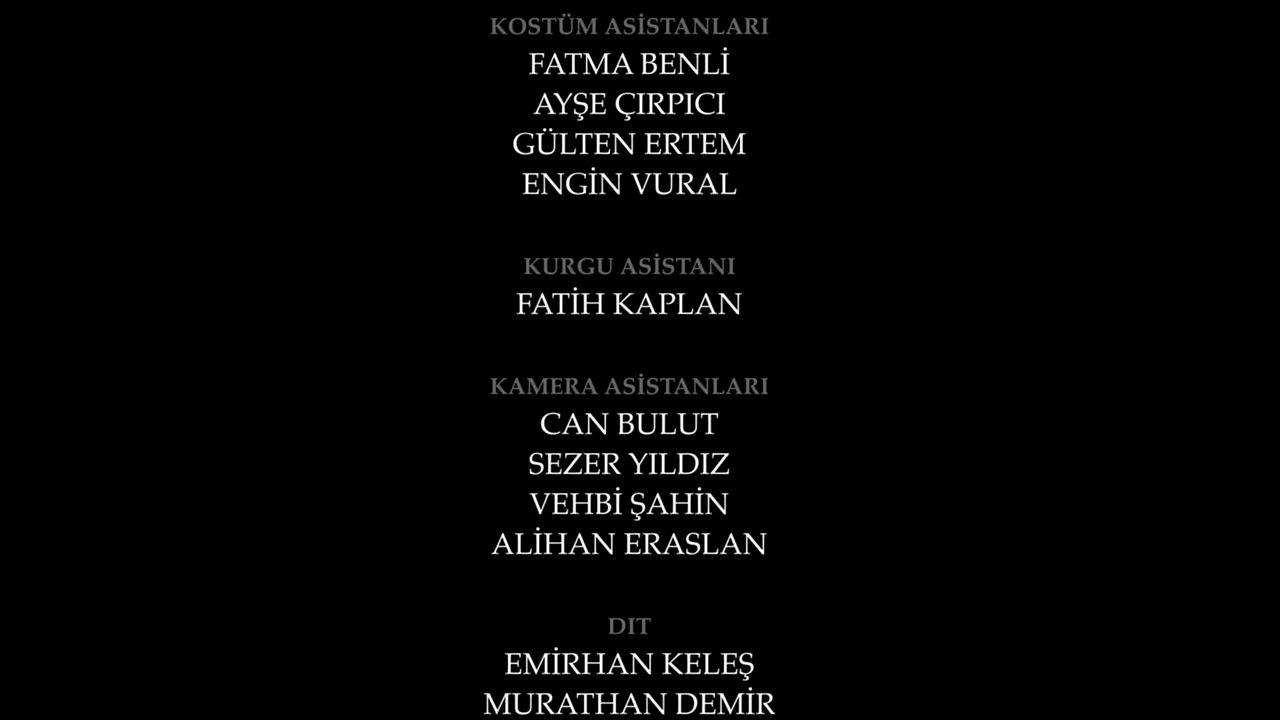 KOSTÜM ASİSTANLARI
FATMA BENLİ
AYŞE ÇIRPICI
GÜLTEN ERTEM
ENGİN VURAL
KURGU ASİSTANI
FATİH KAPLAN
KAMERA ASİSTANLARI
CAN BULUT
SEZER YILDIZ
VEHBİ ŞAHİN
ALİHAN ERASLAN
DIT
EMİRHAN KELEŞ
MURATHAN DEMİR